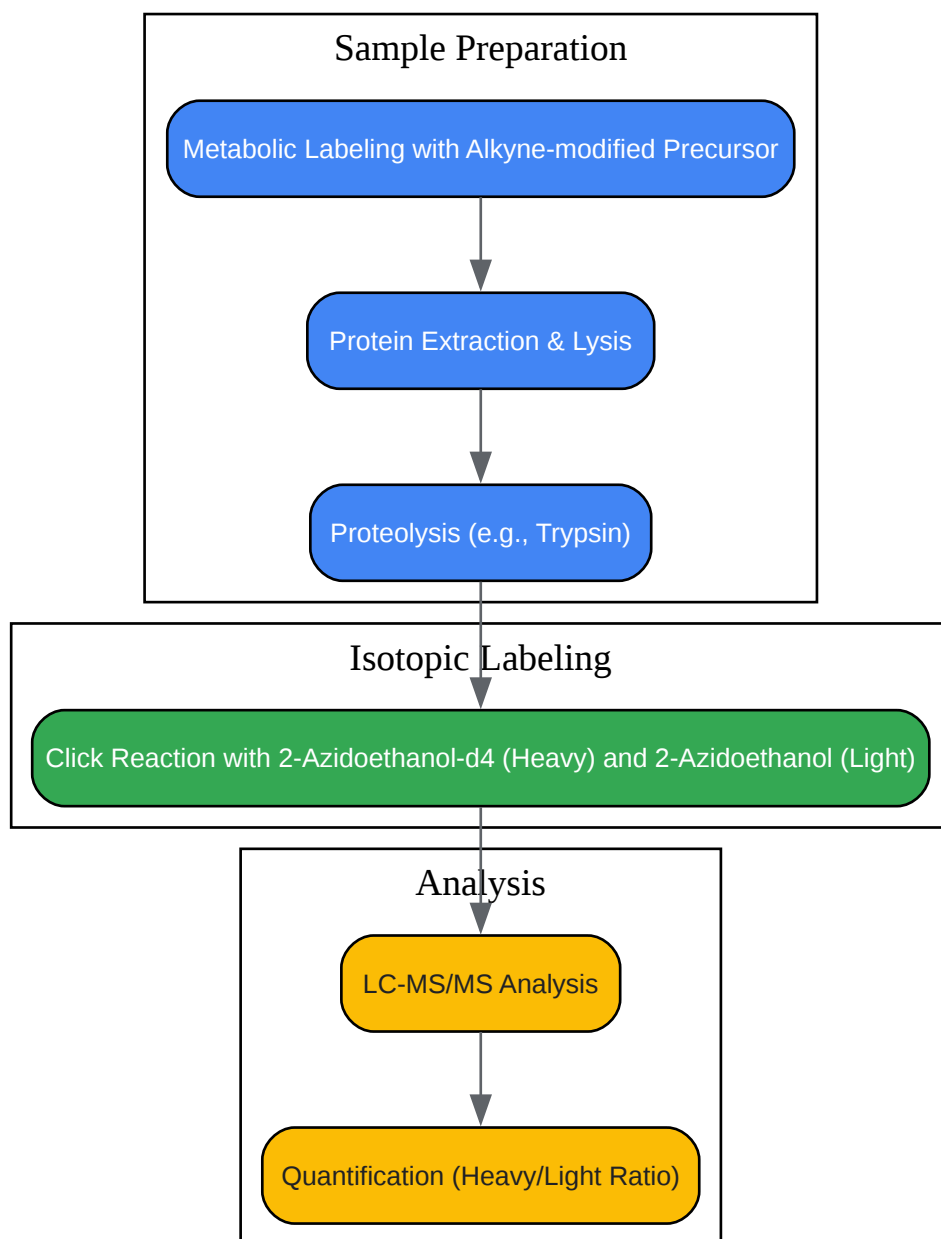 Sample Preparation
Metabolic Labeling with Alkyne-modified Precursor
Protein Extraction & Lysis
Proteolysis (e.g., Trypsin)
Isotopic Labeling
Click Reaction with 2-Azidoethanol-d4 (Heavy) and 2-Azidoethanol (Light)
Analysis
LC-MS/MS Analysis
Quantification (Heavy/Light Ratio)